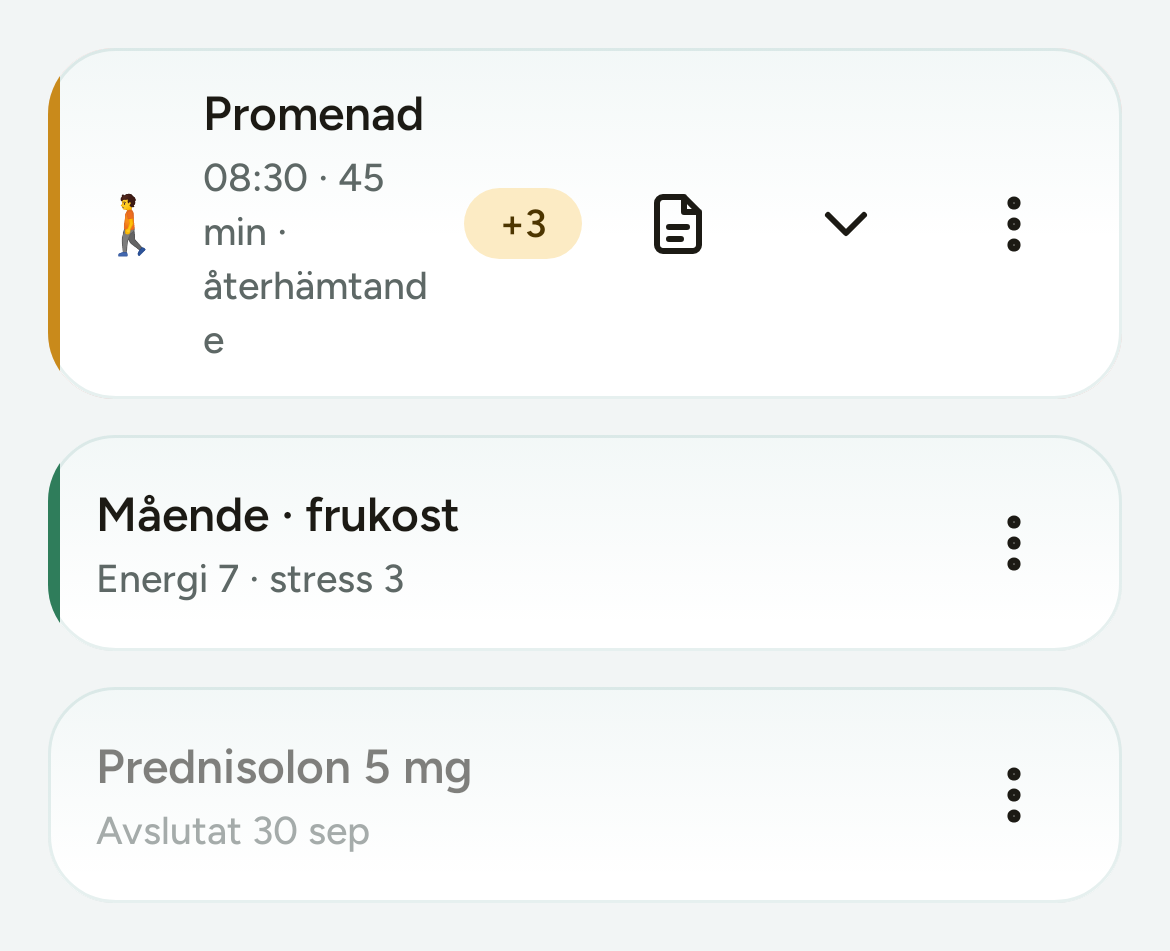 Promenad
08:30 · 45
min ·
återhämtand
e
+3
Mående · frukost
Energi 7 · stress 3
Prednisolon 5 mg
Avslutat 30 sep